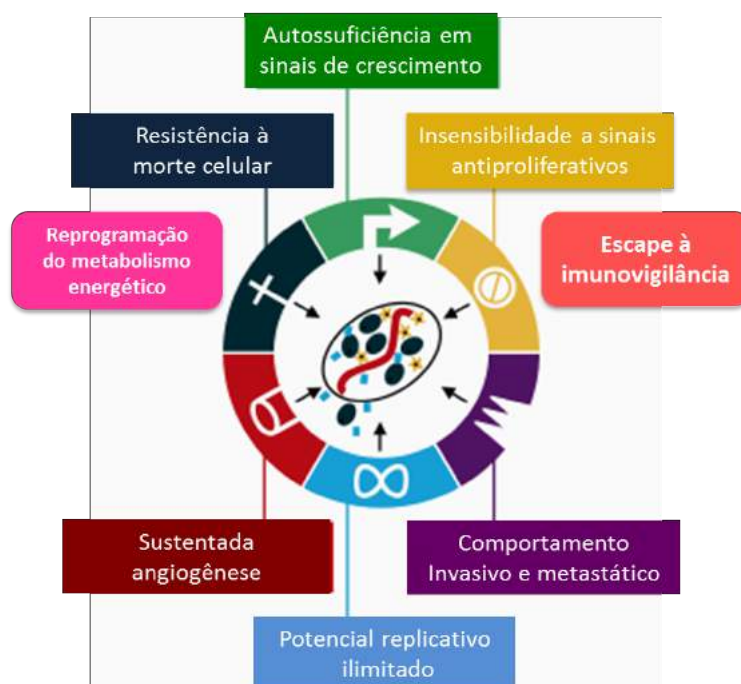 Autossuficiência em
sinais de crescimento
Resistência à
morte celular
Insensibilidade a sinais
antiproliferativos
Reprogramação
do metabolismo
energético
Escape à
imunovigilância
Sustentada
angiogênese
Comportamento
Invasivo e metastático
Potencial replicativo
ilimitado